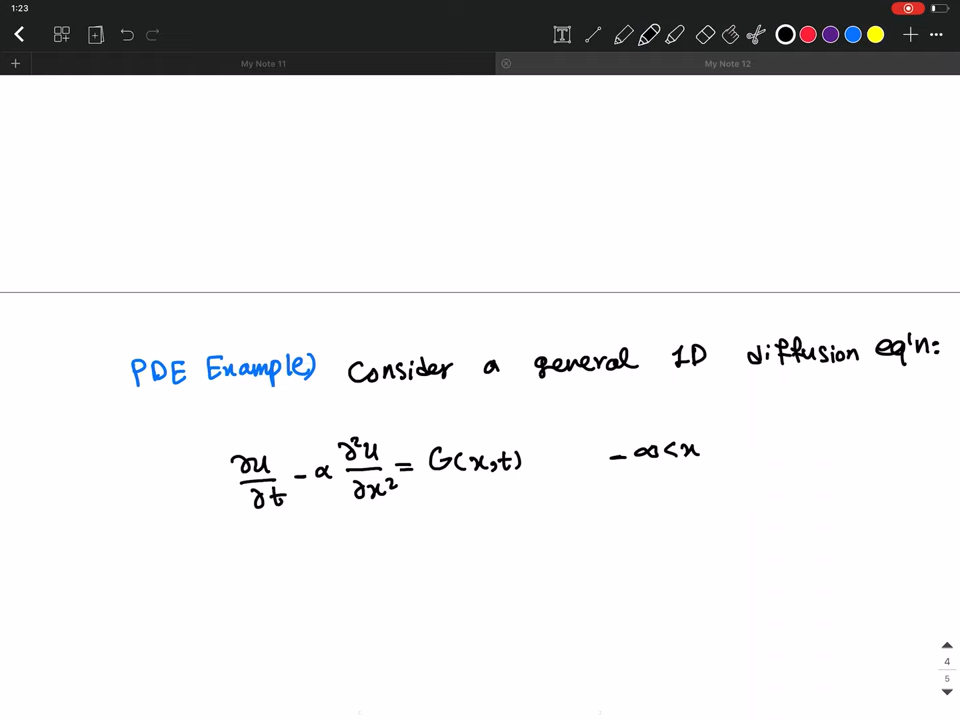 1:23
My Note 11 My Note 12
PDE Example) Consider a general 1D diffusion eq'n:
∂u/∂t - α ∂²u/∂x² = G(x,t) -∞<x
4
5